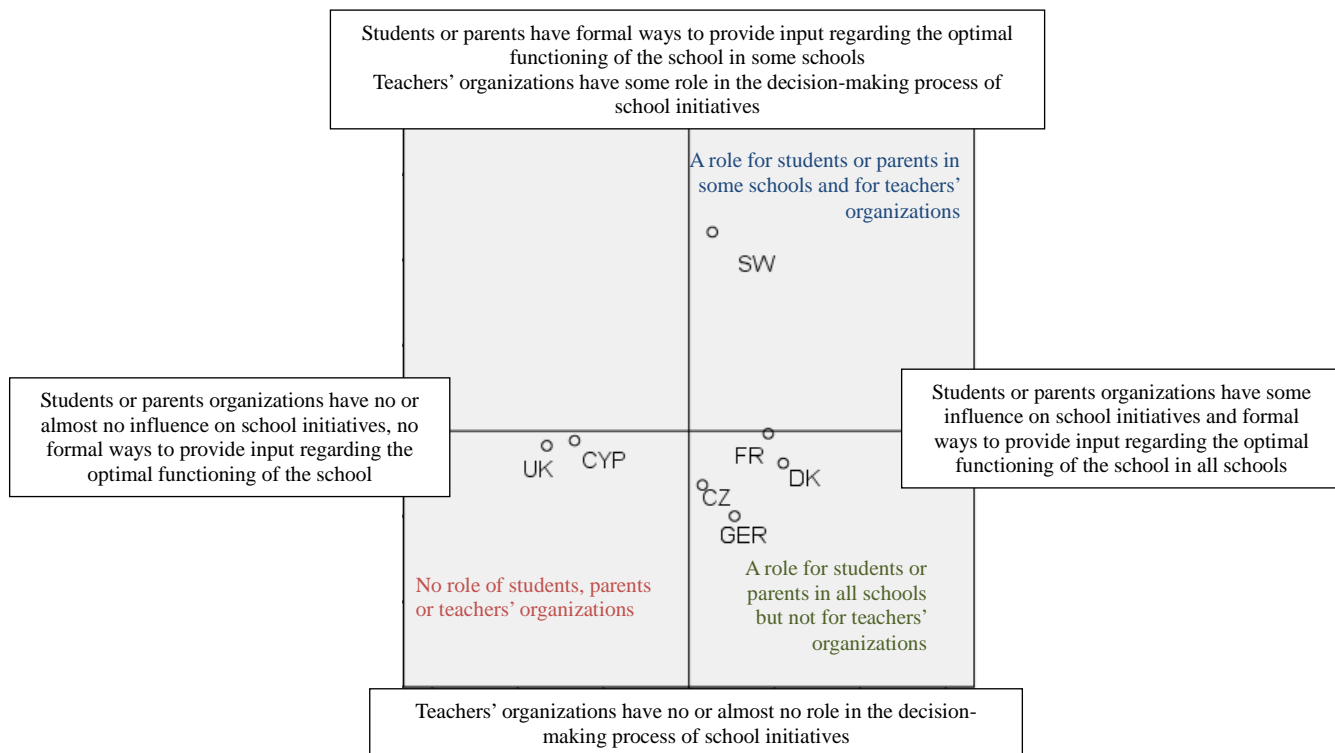 Students or parents have formal ways to provide input regarding the optimal
functioning of the school in some schools
Teachers’ organizations have some role in the decision-making process of
school initiatives
A role for students or parents in
some schools and for teachers’
organizations
SW
Students or parents organizations have no or
almost no influence on school initiatives, no
formal ways to provide input regarding the
optimal functioning of the school
Students or parents organizations have some
influence on school initiatives and formal
ways to provide input regarding the optimal
functioning of the school in all schools
UK
CYP
FR
DK
CZ
GER
No role of students, parents
or teachers’ organizations
A role for students or
parents in all schools
but not for teachers’
organizations
Teachers’ organizations have no or almost no role in the decision-
making process of school initiatives